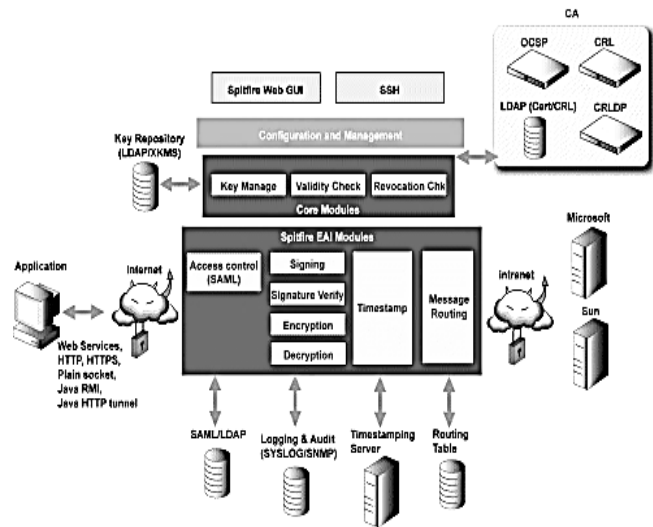 CA
OCSP
CRL
LDAP (Cert/CRL)
CRLDP
Spitfire Web GUI
SSH
Configuration and Management
Key Repository
(LDAP/XKMS)
Key Manage
Validity Check
Revocation Chk
Core Modules
Spitfire EAI Modules
Access control
(SAML)
Signing
Signature Verify
Encryption
Decryption
Timestamp
Message
Routing
Application
Internet
Web Services,
HTTP, HTTPS,
Plain socket,
Java RMI,
Java HTTP tunnel
intranet
Microsoft
Sun
SAML/LDAP
Logging & Audit
(SYSLOG/SNMP)
Timestamping
Server
Routing
Table